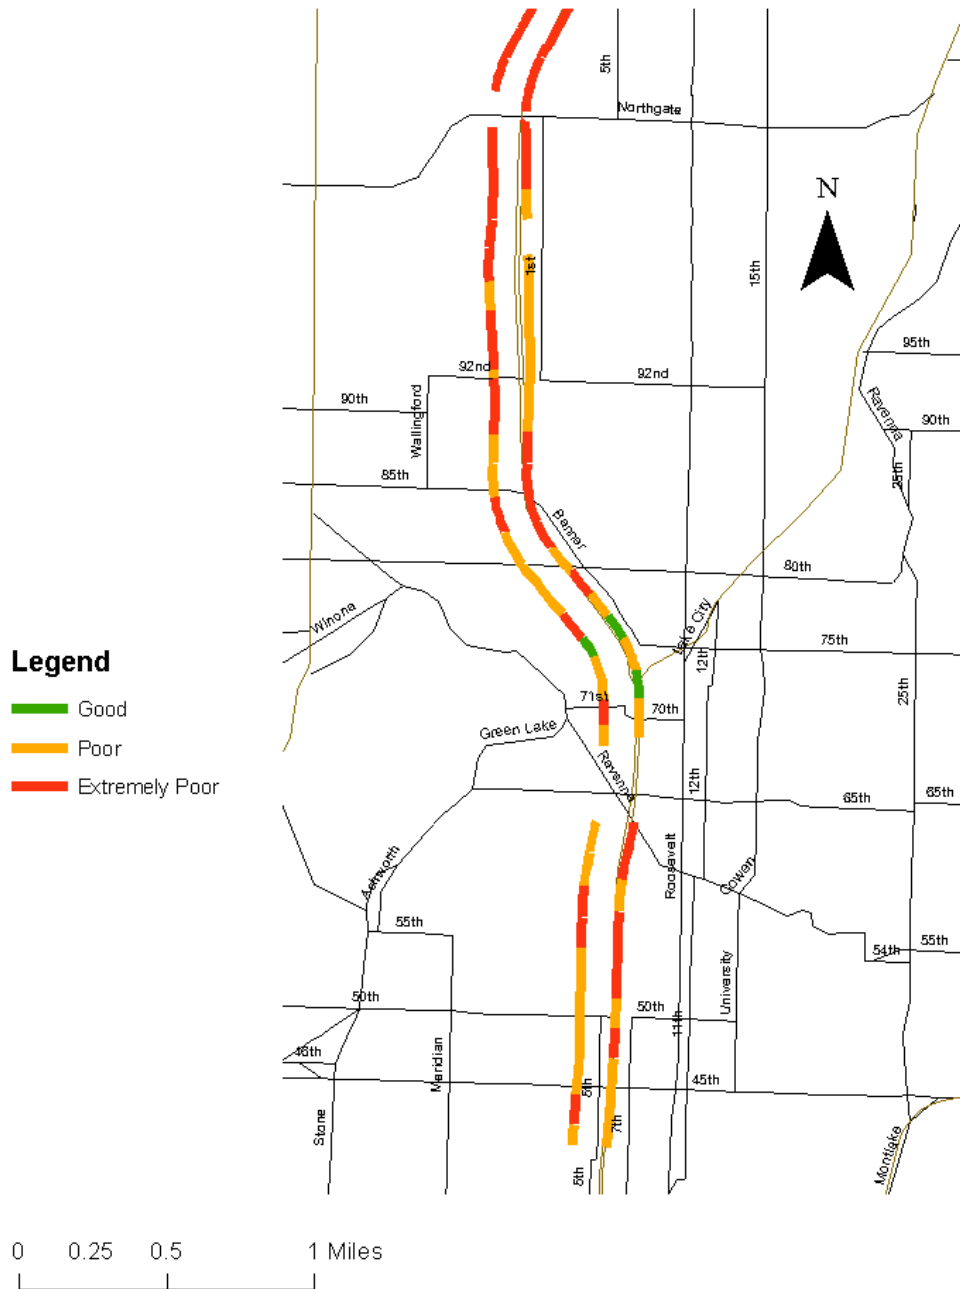 5th
Northgate
N
1st
15th
95th
92nd
92nd
Ravenna
90th
Wallingford
90th
85th
25th
Banner
80th
Winona
Lake City
75th
12th
Legend
Good
Poor
Extremely Poor
71st
70th
25th
Green Lake
Ravenna
12th
65th
65th
Roosevelt
Cowen
Ashworth
55th
54th
55th
University
50th
50th
11th
46th
Meridian
45th
5th
7th
Stone
Montlake
5th
0 0.25 0.5 1 Miles